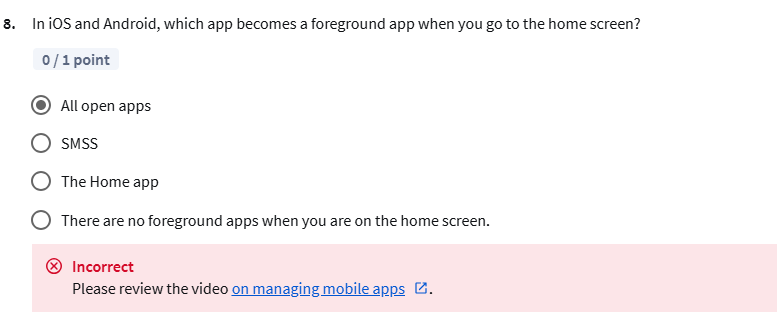 8. In iOS and Android, which app becomes a foreground app when you go to the home screen?
0 / 1 point
All open apps
SMSS
The Home app
There are no foreground apps when you are on the home screen.
Incorrect
Please review the video on managing mobile apps.